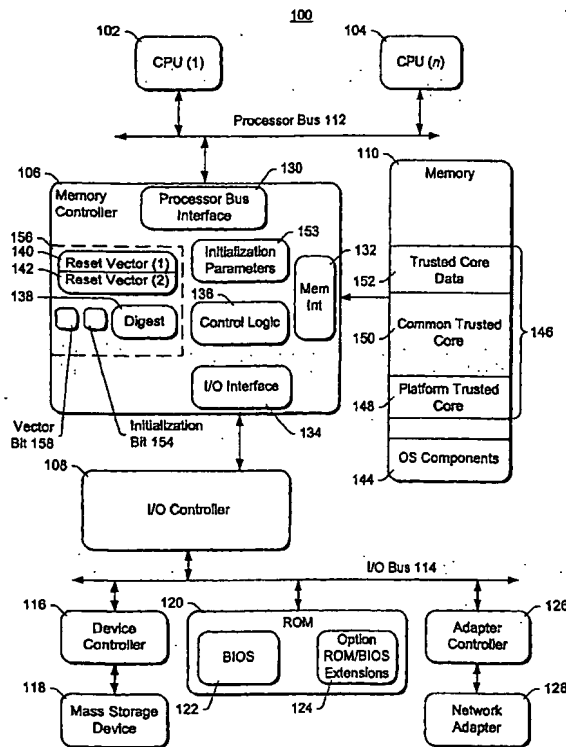 100
102
104
CPU (1)
CPU (n)
Processor Bus 112
106
130
110
Memory Controller
Processor Bus Interface
Memory
156
153
132
140
Reset Vector (1)
142
Reset Vector (2)
Initialization Parameters
Mem Int
138
Digest
136
Control Logic
152
Trusted Core Data
150
Common Trusted Core
146
148
Platform Trusted Core
144
OS Components
I/O Interface
134
Vector Bit 158
Initialization Bit 154
108
I/O Controller
I/O Bus 114
116
Device Controller
120
ROM
BIOS
122
Option ROM/BIOS Extensions
124
126
Adapter Controller
118
Mass Storage Device
128
Network Adapter